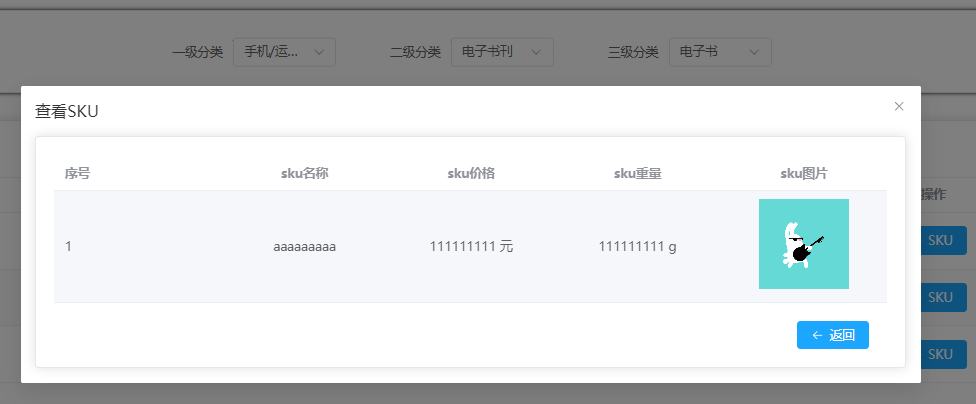 一级分类 手机/运... 二级分类 电子书刊 三级分类 电子书
查看SKU
序号 sku名称 sku价格 sku重量 sku图片
操作
1 aaaaaaaaa 111111111 元 111111111 g
SKU
SKU
← 返回
SKU